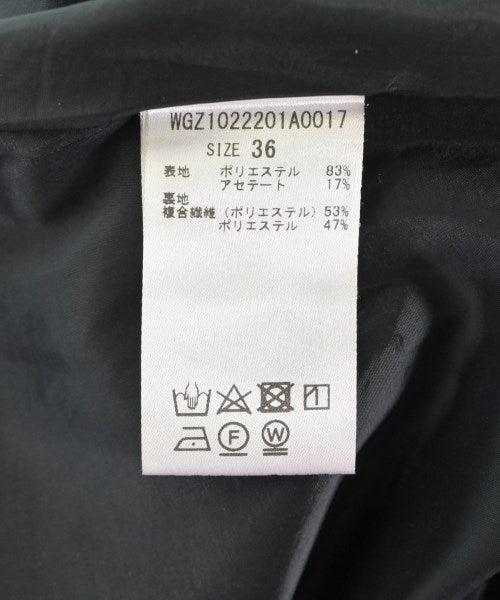 WGZ1022201A0017
SIZE 36
表地 ポリエステル 83%
アセテート 17%
裏地
複合繊維(ポリエステル)53%
ポリエステル 47%
F W